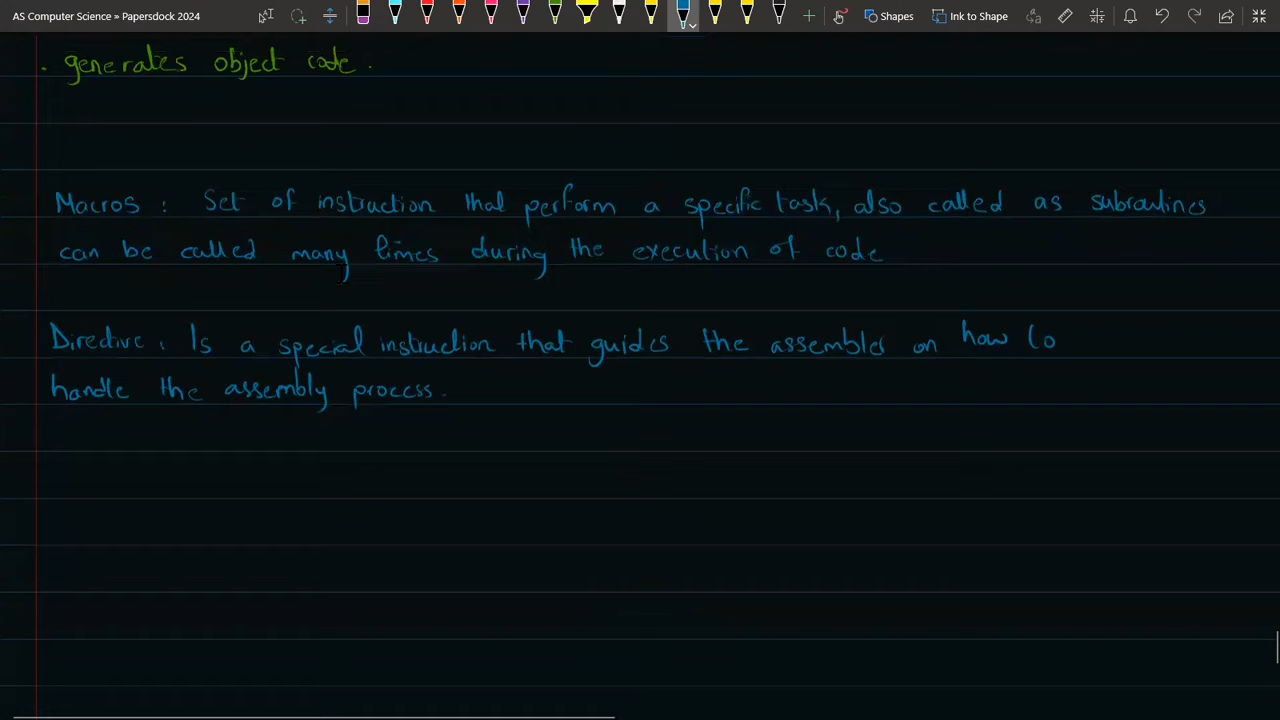 AS Computer Science » Papersdock 2024
Shapes
Ink to Shape
. generates object code .
Macros : Set of instruction that perform a specific task, also called as subroutines
can be called many times during the execution of code
Directive : Is a special instruction that guides the assembler on how to
handle the assembly process.